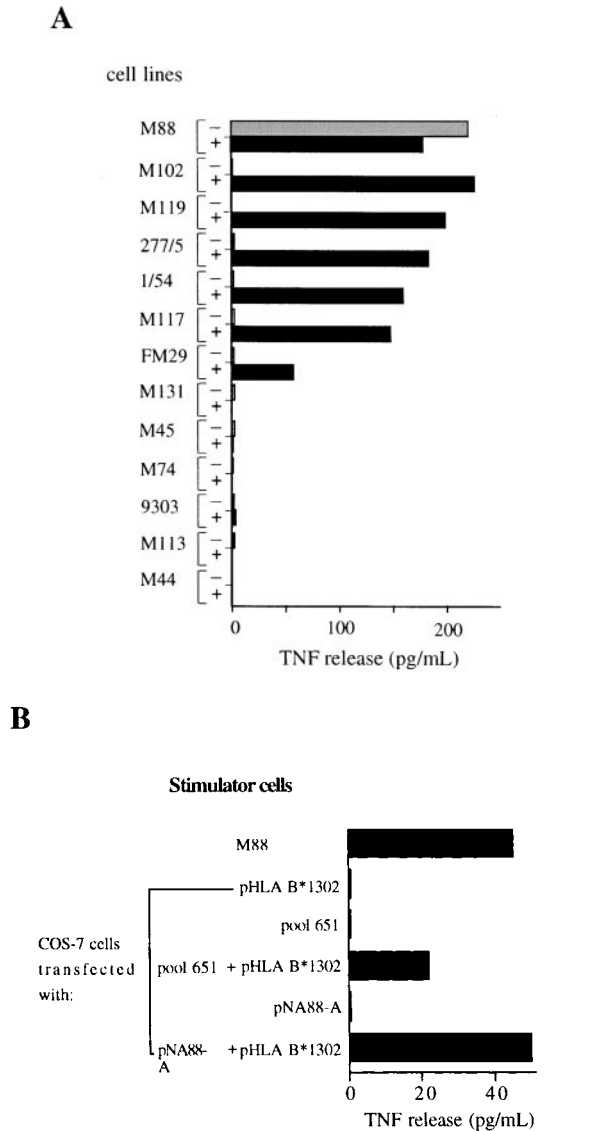 A
cell lines
M88 − +
M102 − +
M119 − +
277/5 − +
1/54 − +
M117 − +
FM29 − +
M131 − +
M45 − +
M74 − +
9303 − +
M113 − +
M44 − +
0 100 200
TNF release (pg/mL)
B
Stimulator cells
M88
pHLA B*1302
pool 651
COS-7 cells
transfected
with:
pool 651 + pHLA B*1302
pNA88-A
pNA88-
A
+pHLA B*1302
0 20 40
TNF release (pg/mL)